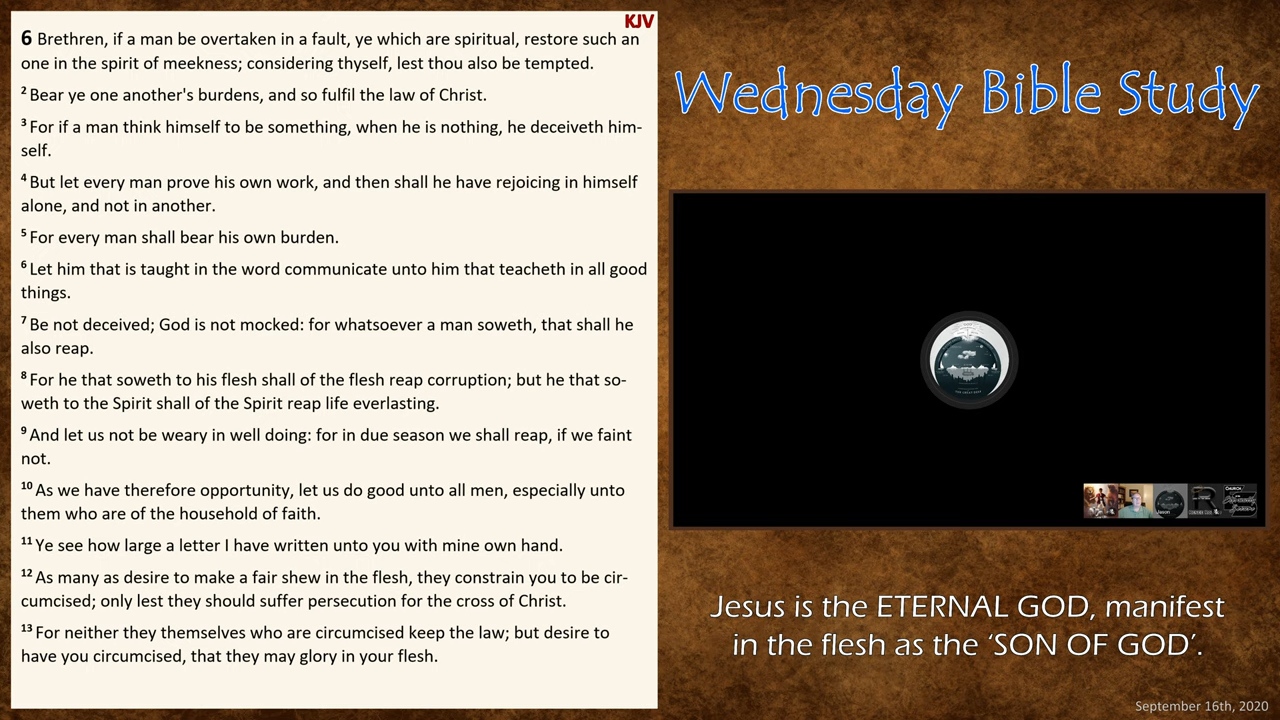 KJV
6 Brethren, if a man be overtaken in a fault, ye which are spiritual, restore such an
one in the spirit of meekness; considering thyself, lest thou also be tempted.
2 Bear ye one another's burdens, and so fulfil the law of Christ.
3 For if a man think himself to be something, when he is nothing, he deceiveth him-
self.
4 But let every man prove his own work, and then shall he have rejoicing in himself
alone, and not in another.
5 For every man shall bear his own burden.
6 Let him that is taught in the word communicate unto him that teacheth in all good
things.
7 Be not deceived; God is not mocked: for whatsoever a man soweth, that shall he
also reap.
8 For he that soweth to his flesh shall of the flesh reap corruption; but he that so-
weth to the Spirit shall of the Spirit reap life everlasting.
9 And let us not be weary in well doing: for in due season we shall reap, if we faint
not.
10 As we have therefore opportunity, let us do good unto all men, especially unto
them who are of the household of faith.
11 Ye see how large a letter I have written unto you with mine own hand.
12 As many as desire to make a fair shew in the flesh, they constrain you to be cir-
cumcised; only lest they should suffer persecution for the cross of Christ.
13 For neither they themselves who are circumcised keep the law; but desire to
have you circumcised, that they may glory in your flesh.
Wednesday Bible Study
Jason
Jesus is the ETERNAL GOD, manifest
in the flesh as the ‘SON OF GOD’.
September 16th, 2020